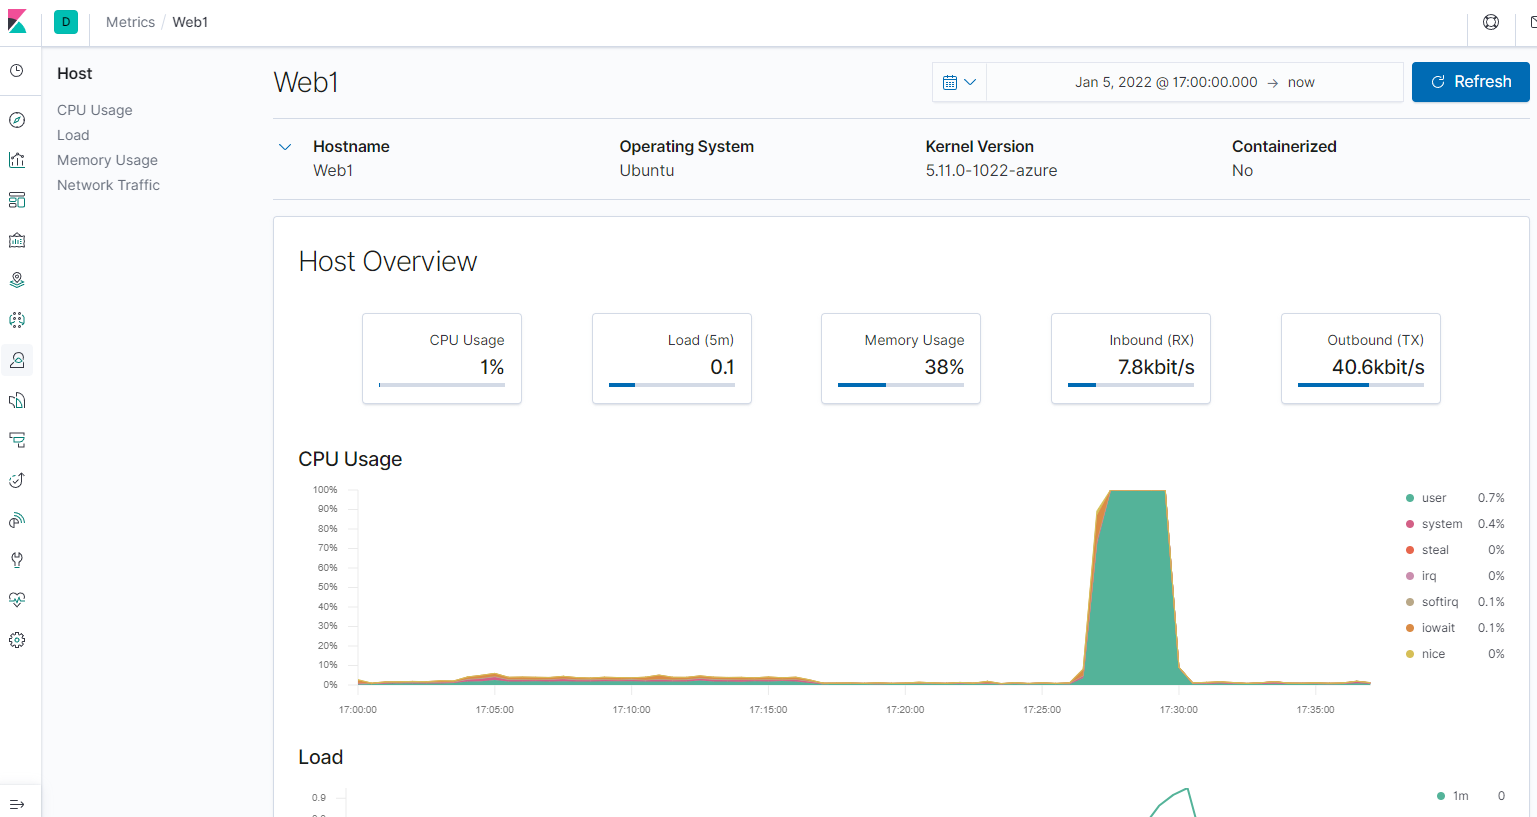 D Metrics / Web1
Host
CPU Usage
Load
Memory Usage
Network Traffic
Web1
Jan 5, 2022 @ 17:00:00.000 → now
Refresh
Hostname Operating System Kernel Version Containerized
Web1 Ubuntu 5.11.0-1022-azure No
Host Overview
CPU Usage Load (5m) Memory Usage Inbound (RX) Outbound (TX)
1% 0.1 38% 7.8kbit/s 40.6kbit/s
CPU Usage
100%
90%
80%
70%
60%
50%
40%
30%
20%
10%
0%
17:00:00 17:05:00 17:10:00 17:15:00 17:20:00 17:25:00 17:30:00 17:35:00
user 0.7%
system 0.4%
steal 0%
irq 0%
softirq 0.1%
iowait 0.1%
nice 0%
Load
0.9
1m 0